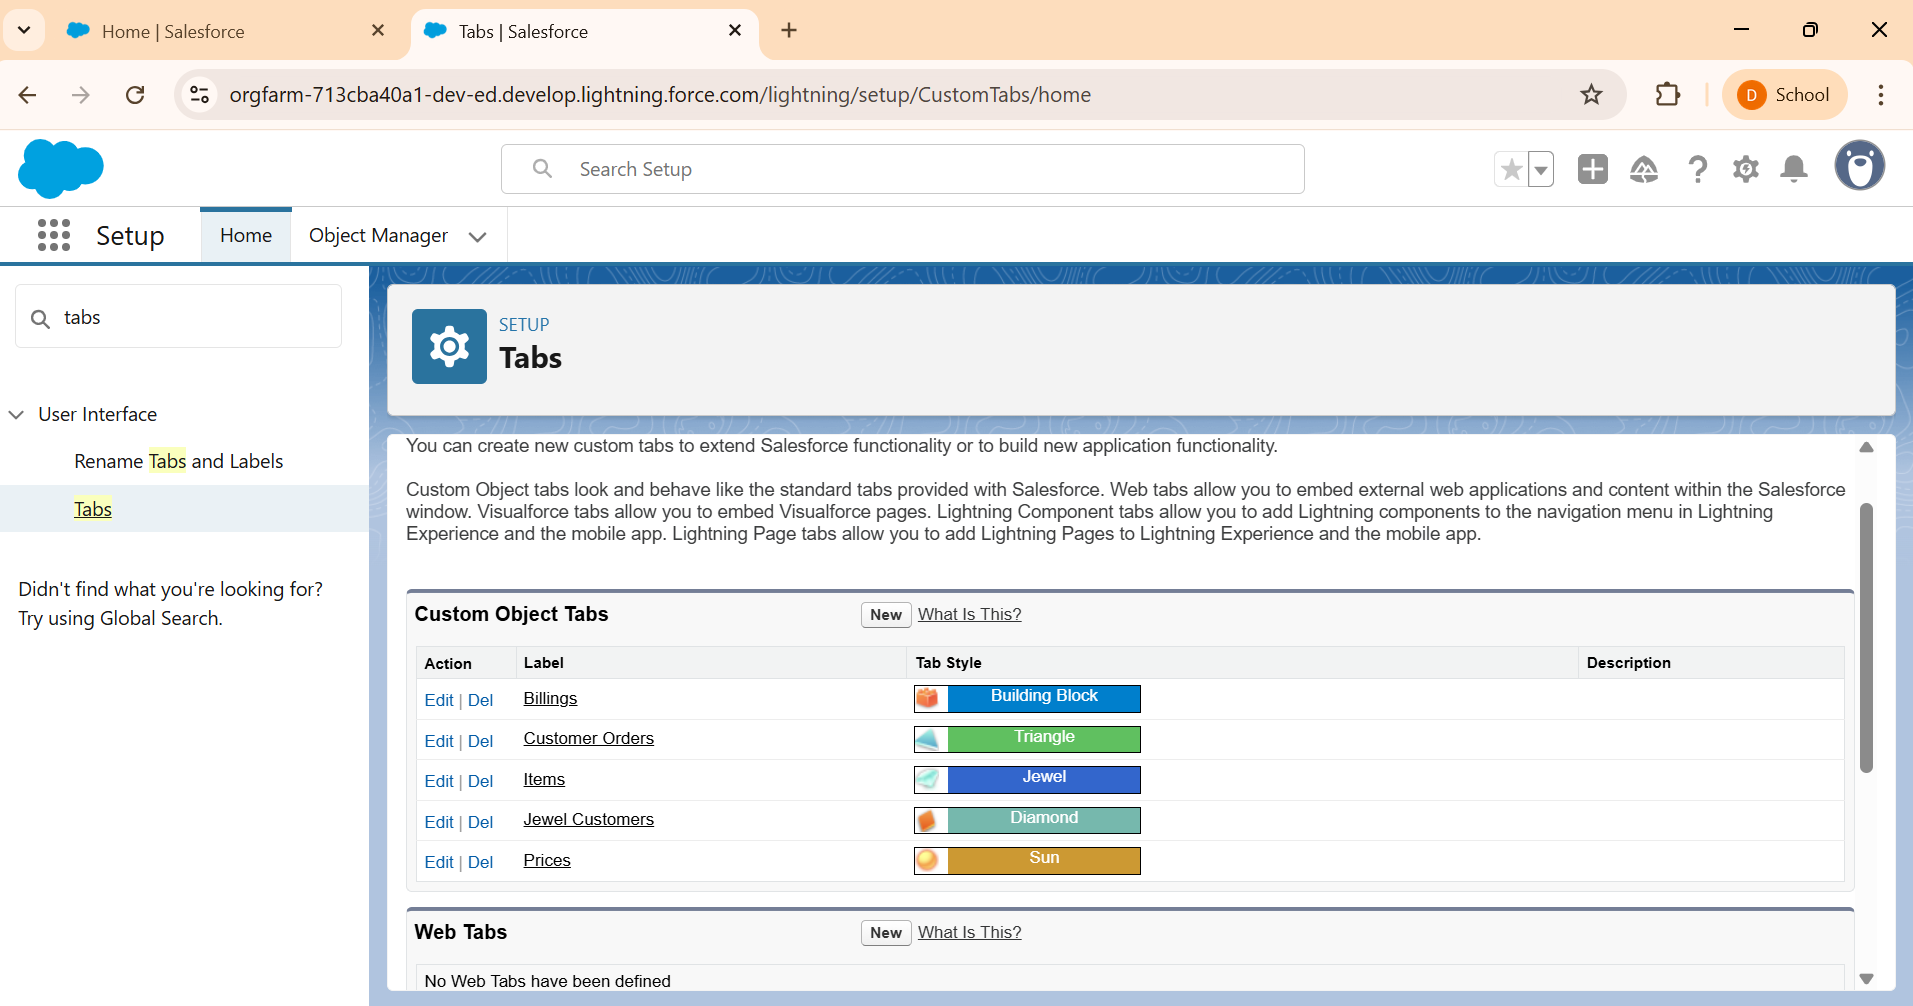 Home | Salesforce
Tabs | Salesforce
orgfarm-713cba40a1-dev-ed.develop.lightning.force.com/lightning/setup/CustomTabs/home
D School
Search Setup
Setup
Home
Object Manager
tabs
User Interface
Rename Tabs and Labels
Tabs
Didn't find what you're looking for?
Try using Global Search.
SETUP
Tabs
You can create new custom tabs to extend Salesforce functionality or to build new application functionality.
Custom Object tabs look and behave like the standard tabs provided with Salesforce. Web tabs allow you to embed external web applications and content within the Salesforce
window. Visualforce tabs allow you to embed Visualforce pages. Lightning Component tabs allow you to add Lightning components to the navigation menu in Lightning
Experience and the mobile app. Lightning Page tabs allow you to add Lightning Pages to Lightning Experience and the mobile app.
Custom Object Tabs New What Is This?
Action Label Tab Style Description
Edit | Del Billings Building Block
Edit | Del Customer Orders Triangle
Edit | Del Items Jewel
Edit | Del Jewel Customers Diamond
Edit | Del Prices Sun
Web Tabs New What Is This?
No Web Tabs have been defined